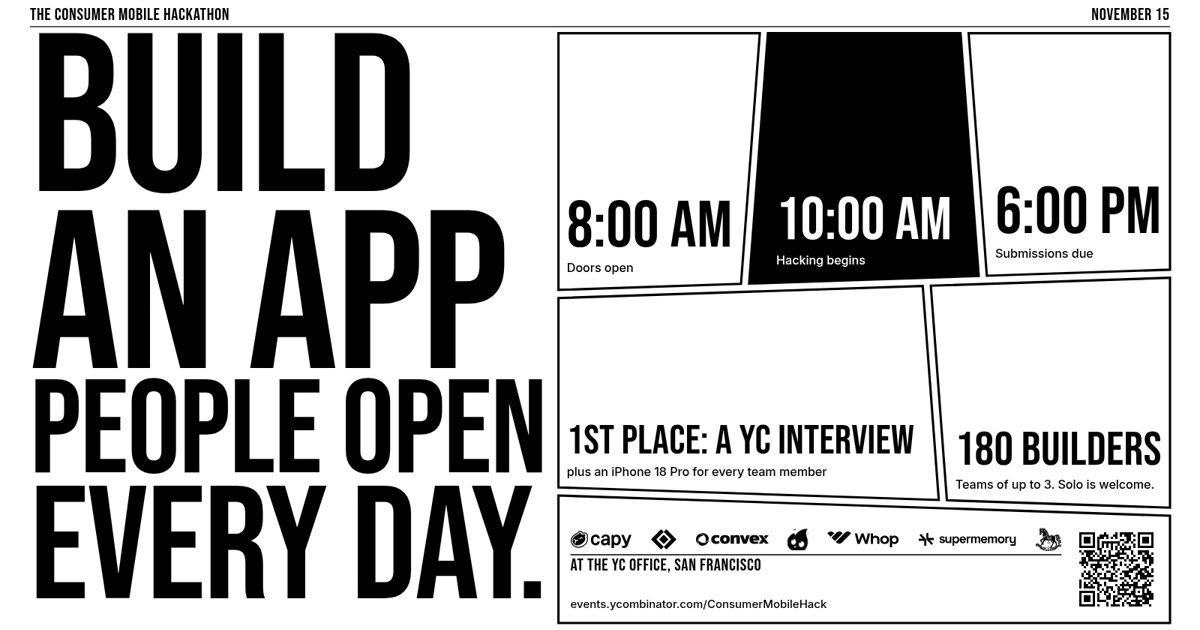 THE CONSUMER MOBILE HACKATHON
NOVEMBER 15
BUILD
AN APP
PEOPLE OPEN
EVERY DAY.
8:00 AM
Doors open
10:00 AM
Hacking begins
6:00 PM
Submissions due
1ST PLACE: A YC INTERVIEW
plus an iPhone 18 Pro for every team member
180 BUILDERS
Teams of up to 3. Solo is welcome.
capy
convex
Whop
supermemory
AT THE YC OFFICE, SAN FRANCISCO
events.ycombinator.com/ConsumerMobileHack